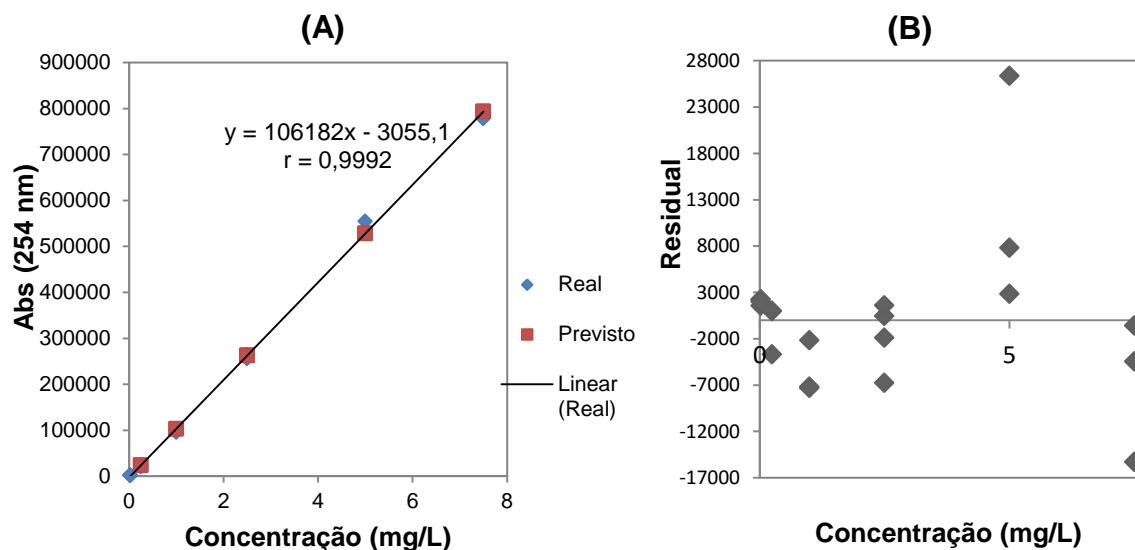 (A)
900000
800000
700000
600000
500000
400000
300000
200000
100000
0
Abs (254 nm)
y = 106182x - 3055,1
r = 0,9992
0
2
4
6
8
Concentração (mg/L)
Real
Previsto
Linear
(Real)
(B)
28000
23000
18000
13000
8000
3000
-2000
-7000
-12000
-17000
Residual
0
5
Concentração (mg/L)